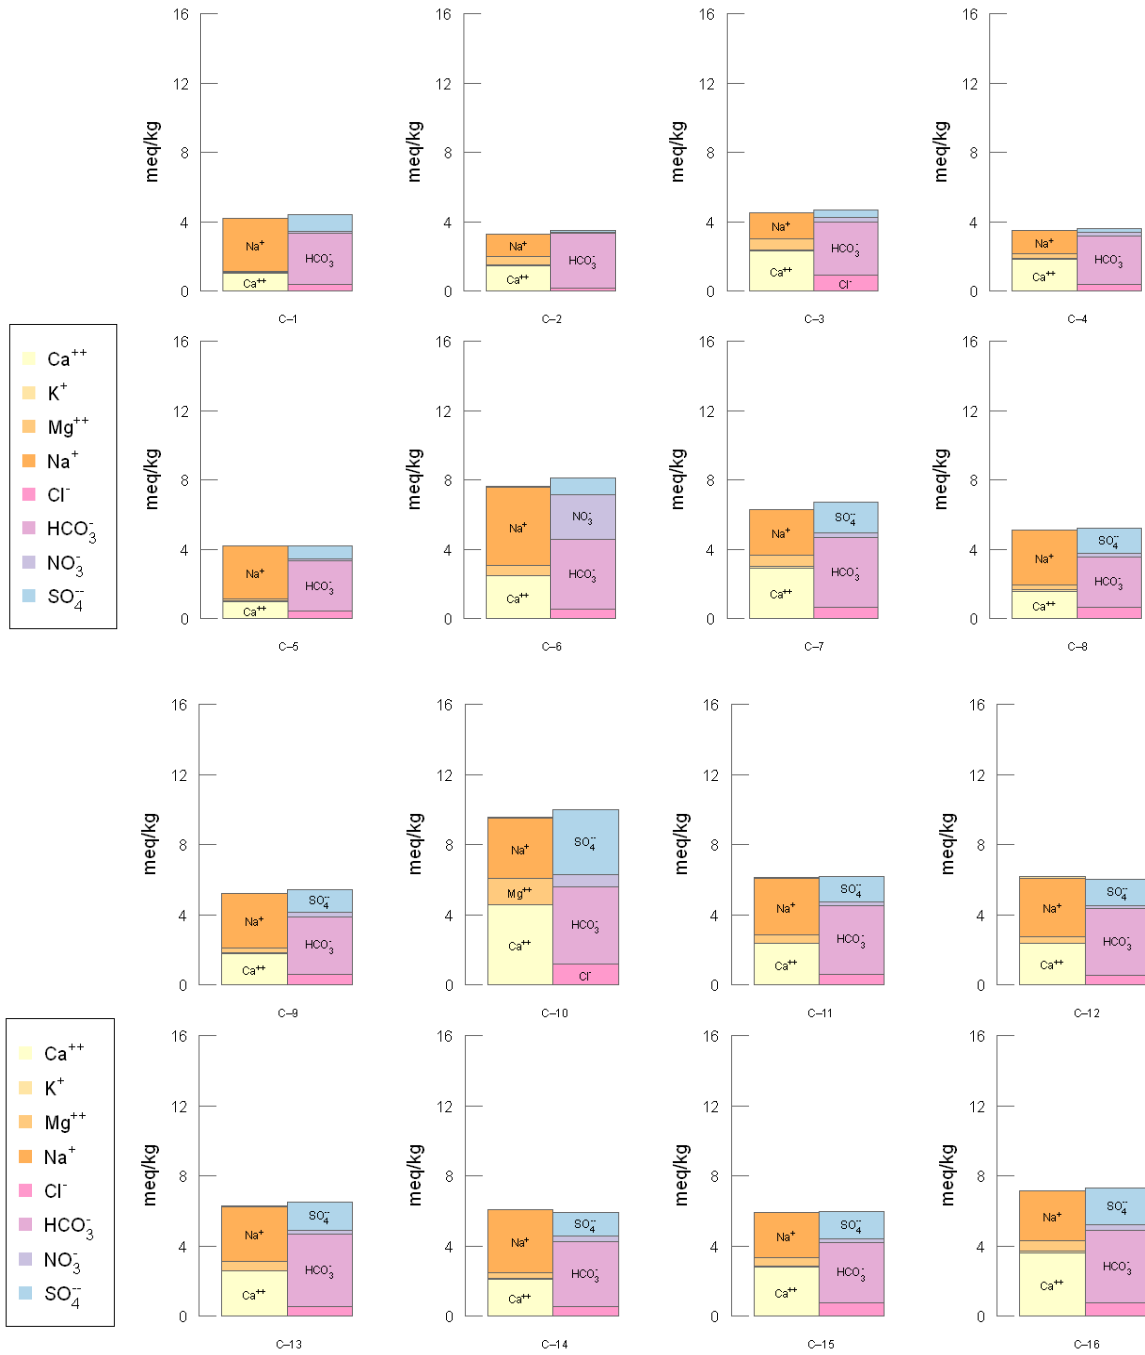 16
12
8
4
0
meq/kg
Na+
Ca++
HCO3-
C-1
16
12
8
4
0
meq/kg
Na+
Ca++
HCO3-
C-2
16
12
8
4
0
meq/kg
Na+
Ca++
HCO3-
Cl-
C-3
16
12
8
4
0
meq/kg
Na+
Ca++
HCO3-
C-4
Ca++
K+
Mg++
Na+
Cl-
HCO3-
NO3-
SO4--
16
12
8
4
0
meq/kg
Na+
Ca++
HCO3-
C-5
16
12
8
4
0
meq/kg
Na+
Ca++
NO3-
HCO3-
C-6
16
12
8
4
0
meq/kg
Na+
Ca++
SO4--
HCO3-
C-7
16
12
8
4
0
meq/kg
Na+
Ca++
SO4--
HCO3-
C-8
16
12
8
4
0
meq/kg
Na+
Ca++
SO4--
HCO3-
C-9
16
12
8
4
0
meq/kg
Na+
Mg++
Ca++
SO4--
HCO3-
Cl-
C-10
16
12
8
4
0
meq/kg
Na+
Ca++
SO4--
HCO3-
C-11
16
12
8
4
0
meq/kg
Na+
Ca++
SO4--
HCO3-
C-12
Ca++
K+
Mg++
Na+
Cl-
HCO3-
NO3-
SO4--
16
12
8
4
0
meq/kg
Na+
Ca++
SO4--
HCO3-
C-13
16
12
8
4
0
meq/kg
Na+
Ca++
SO4--
HCO3-
C-14
16
12
8
4
0
meq/kg
Na+
Ca++
SO4--
HCO3-
C-15
16
12
8
4
0
meq/kg
Na+
Ca++
SO4--
HCO3-
C-16